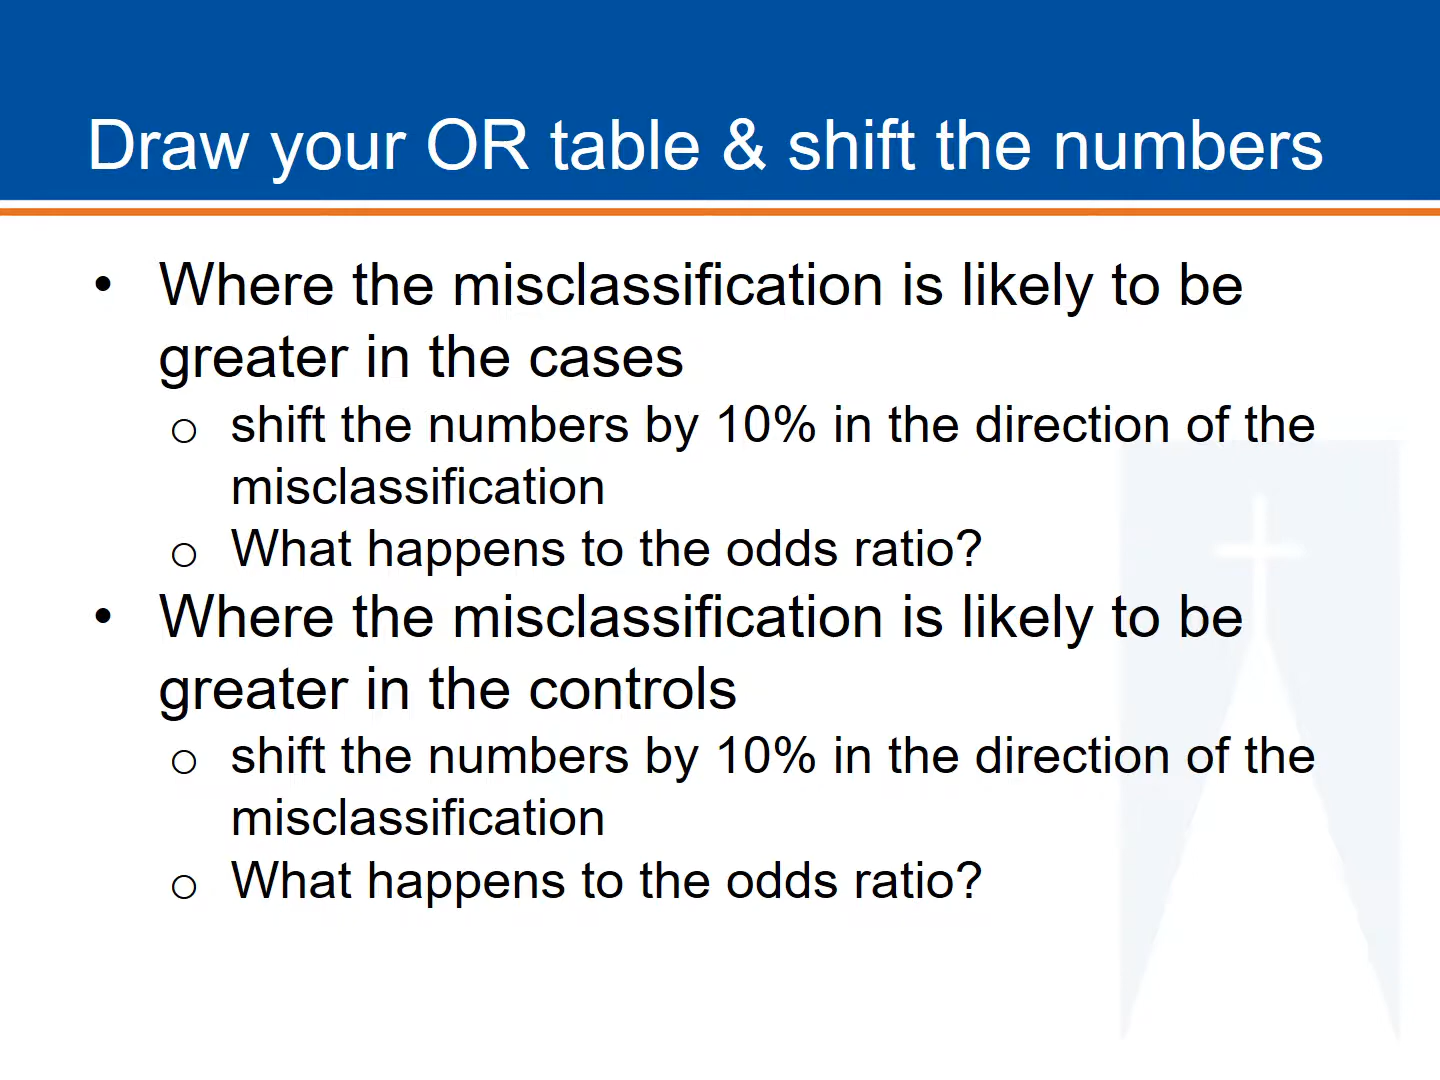 Draw your OR table & shift the numbers
• Where the misclassification is likely to be
greater in the cases
o shift the numbers by 10% in the direction of the
misclassification
o What happens to the odds ratio?
• Where the misclassification is likely to be
greater in the controls
o shift the numbers by 10% in the direction of the
misclassification
o What happens to the odds ratio?